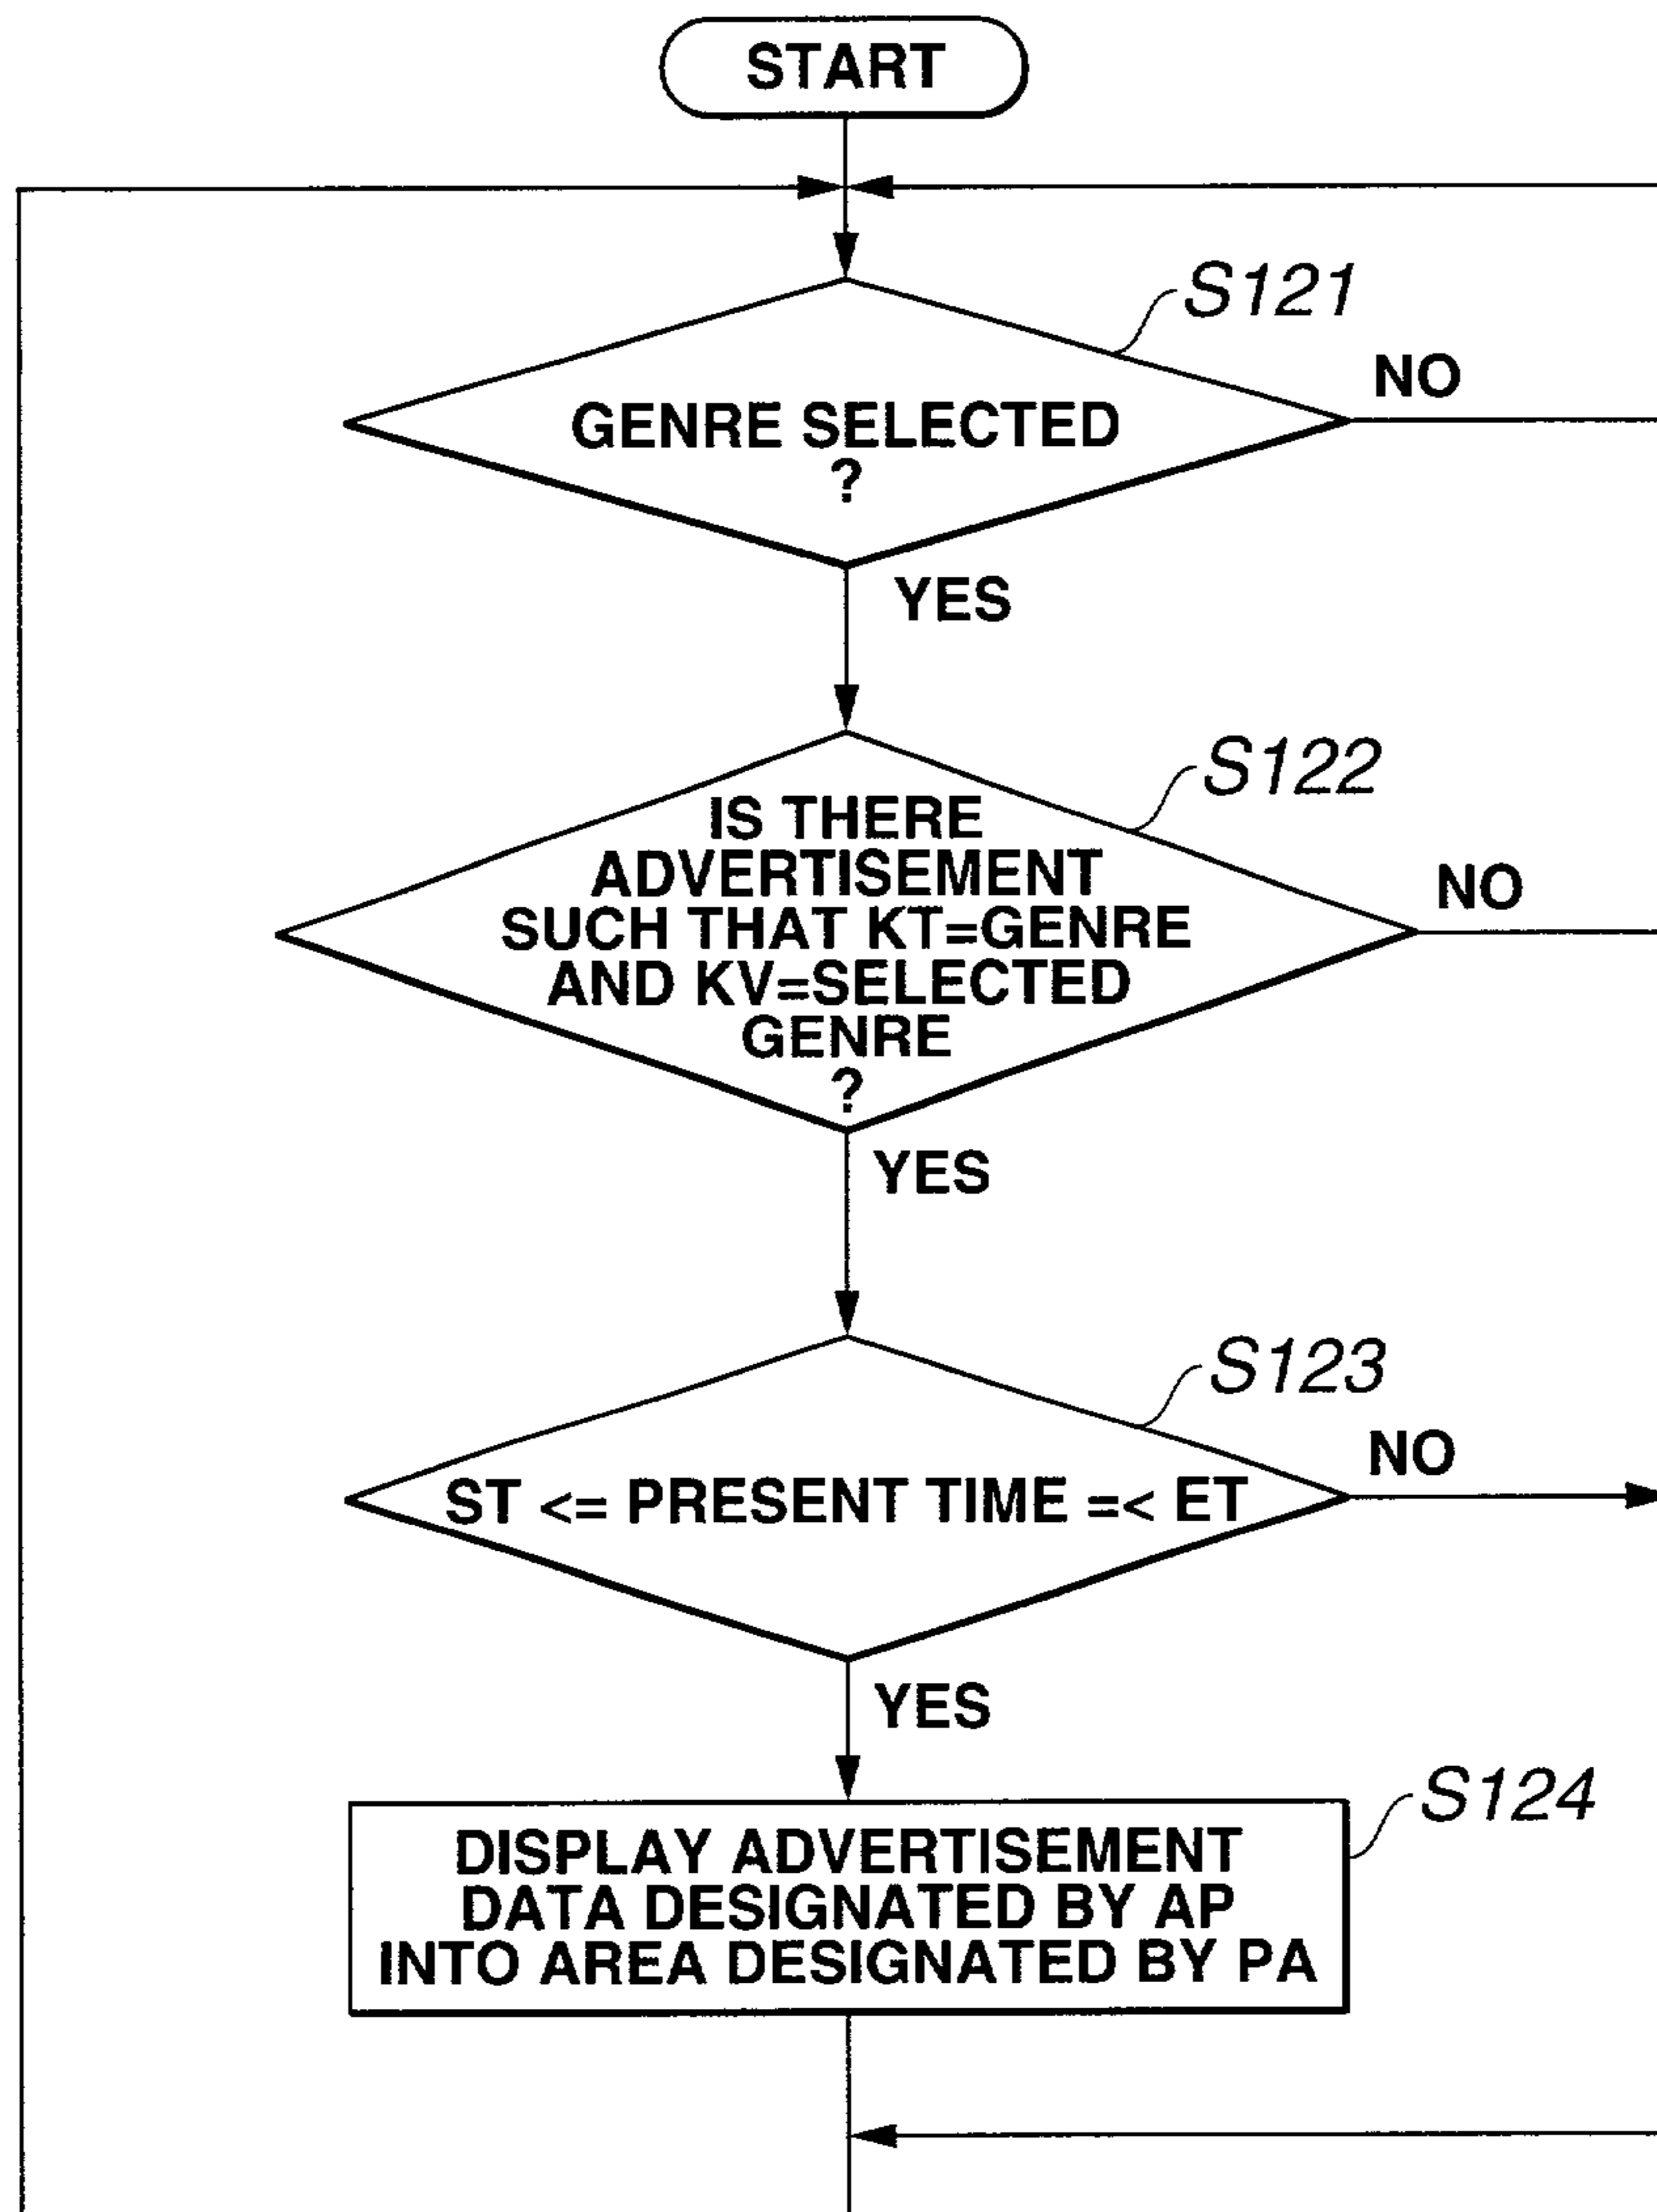 START
S121
NO
GENRE SELECTED
?
YES
S122
IS THERE
ADVERTISEMENT
SUCH THAT KT=GENRE
AND KV=SELECTED
GENRE
?
NO
YES
S123
NO
ST <= PRESENT TIME =< ET
YES
S124
DISPLAY ADVERTISEMENT
DATA DESIGNATED BY AP
INTO AREA DESIGNATED BY PA